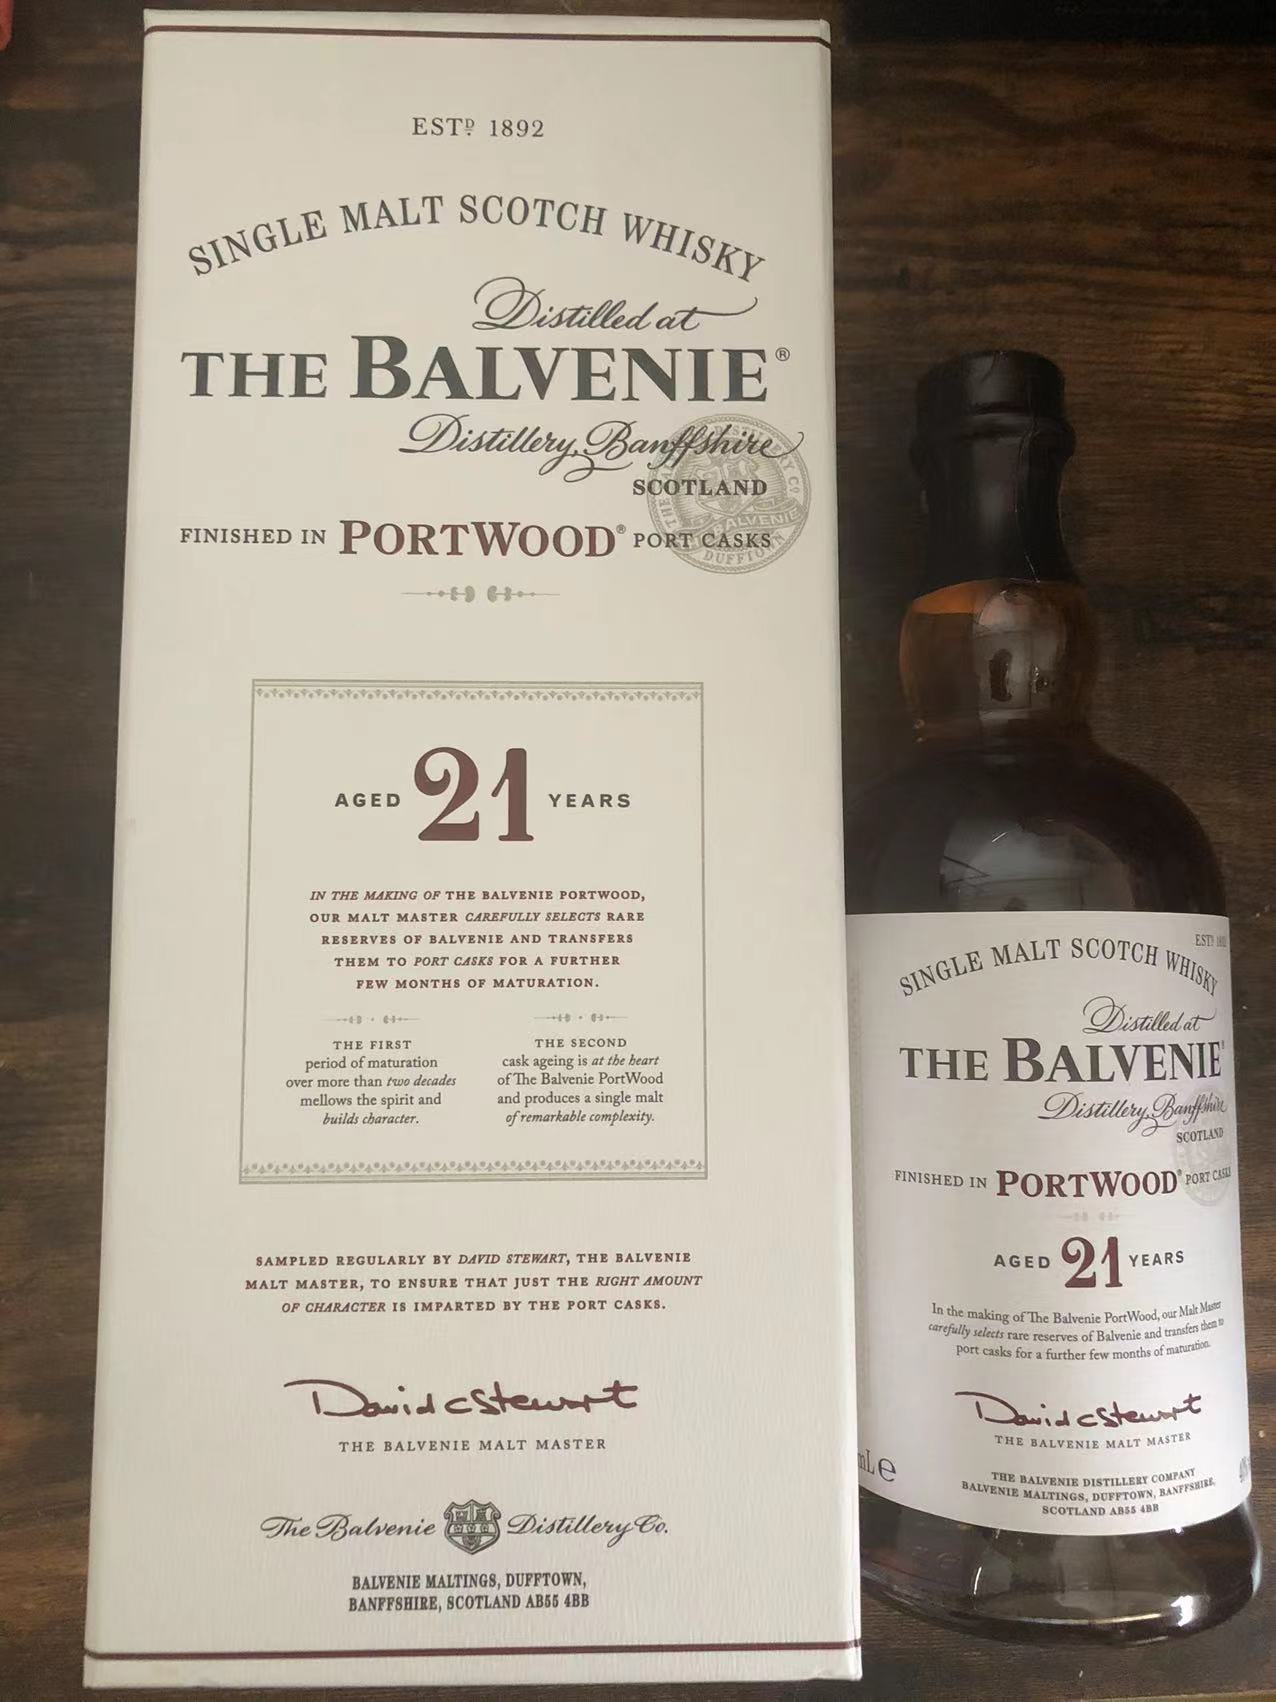 ESTD 1892
SINGLE MALT SCOTCH WHISKY
Distilled at
THE BALVENIE®
Distillery, Banffshire
SCOTLAND
FINISHED IN PORTWOOD® PORT CASKS
THE BALVENIE
DUFFTOWN
AGED 21 YEARS
IN THE MAKING OF THE BALVENIE PORTWOOD,
OUR MALT MASTER CAREFULLY SELECTS RARE
RESERVES OF BALVENIE AND TRANSFERS
THEM TO PORT CASKS FOR A FURTHER
FEW MONTHS OF MATURATION.
THE FIRST
period of maturation
over more than two decades
mellows the spirit and
builds character.
THE SECOND
cask ageing is at the heart
of The Balvenie PortWood
and produces a single malt
of remarkable complexity.
SAMPLED REGULARLY BY DAVID STEWART, THE BALVENIE
MALT MASTER, TO ENSURE THAT JUST THE RIGHT AMOUNT
OF CHARACTER IS IMPARTED BY THE PORT CASKS.
David C Stewart
THE BALVENIE MALT MASTER
The Balvenie Distillery Co.
BALVENIE MALTINGS, DUFFTOWN,
BANFFSHIRE, SCOTLAND AB55 4BB
ESTD 1892
SINGLE MALT SCOTCH WHISKY
Distilled at
THE BALVENIE
Distillery, Banffshire
SCOTLAND
FINISHED IN PORTWOOD® PORT CASKS
AGED 21 YEARS
In the making of The Balvenie PortWood, our Malt Master
carefully selects rare reserves of Balvenie and transfers them to
port casks for a further few months of maturation.
David C Stewart
THE BALVENIE MALT MASTER
mL e
THE BALVENIE DISTILLERY COMPANY
BALVENIE MALTINGS, DUFFTOWN, BANFFSHIRE,
SCOTLAND AB55 4BB